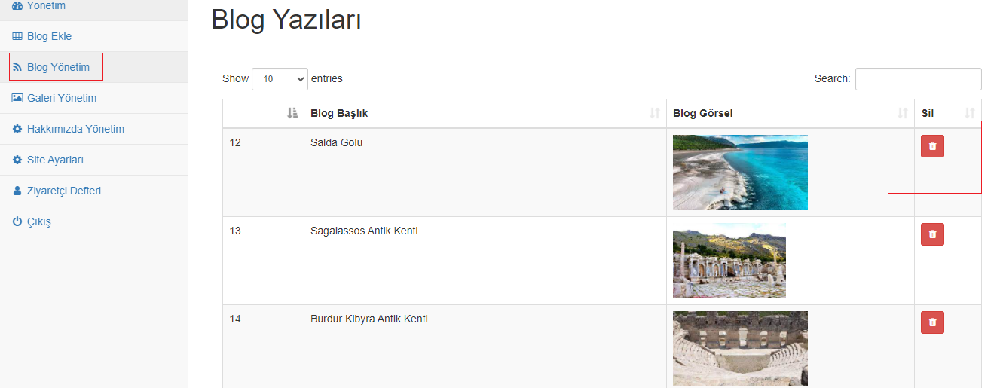 Yönetim
Blog Ekle
Blog Yönetim
Galeri Yönetim
Hakkımızda Yönetim
Site Ayarları
Ziyaretçi Defteri
Çıkış
Blog Yazıları
Show 10 entries
Search:
Blog Başlık Blog Görsel Sil
12 Salda Gölü
13 Sagalassos Antik Kenti
14 Burdur Kibyra Antik Kenti